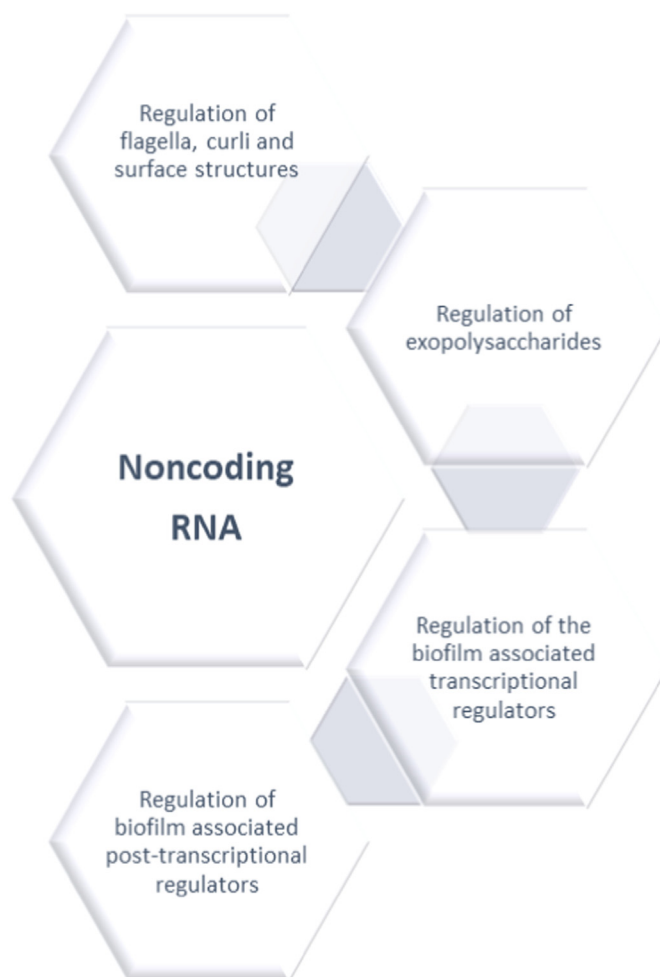 Regulation of
flagella, curli and
surface structures
Regulation of
exopolysaccharides
Noncoding
RNA
Regulation of the
biofilm associated
transcriptional
regulators
Regulation of
biofilm associated
post-transcriptional
regulators